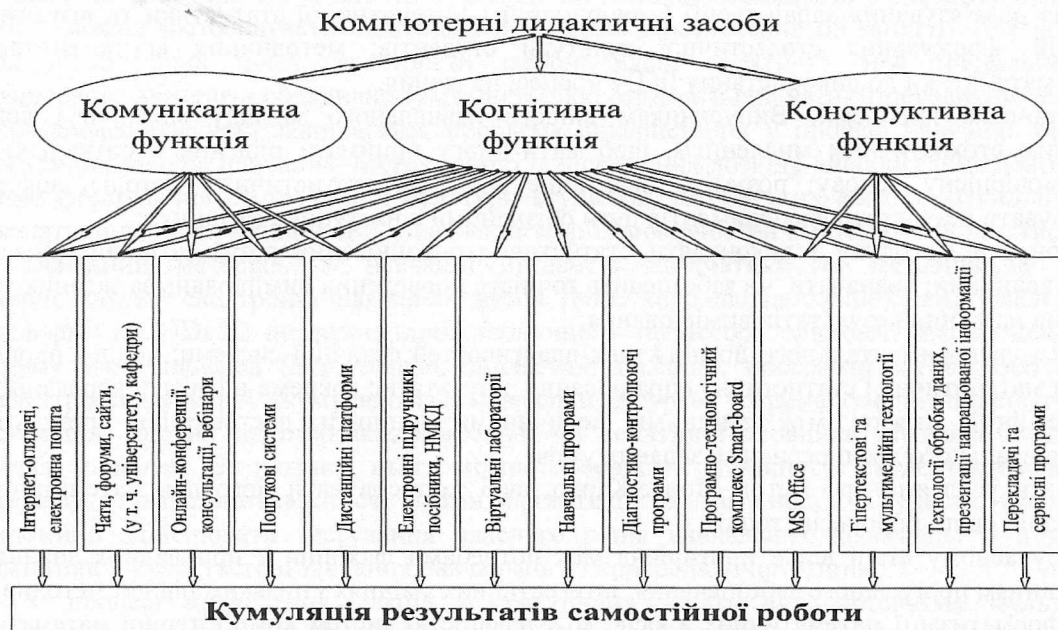 Комп'ютерні дидактичні засоби
Комунікативна
функція
Когнітивна
функція
Конструктивна
функція
Інтернет-оглядачі,
електронна пошта
Чати, форуми, сайти,
(у т. ч. університету, кафедри)
Онлайн-конференції,
консультації, вебінари
Пошукові системи
Дистанційні платформи
Електронні підручники,
посібники, НМКД
Віртуальні лабораторії
Навчальні програми
Діагностико-контролюючі
програми
Програмно-технологічний
комплекс Smart-board
MS Office
Гіпертекстові та
мультимедійні технології
Технології обробки даних,
презентації напрацьованої інформації
Перекладачі та
сервісні програми
Кумуляція результатів самостійної роботи